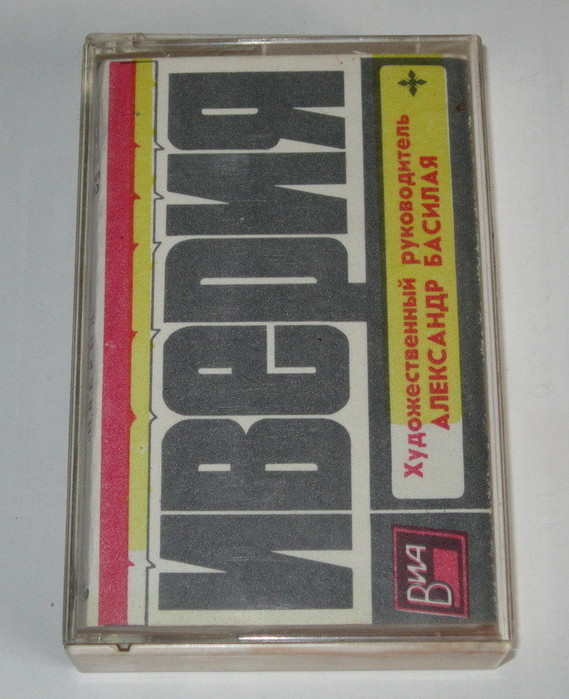 ИВЕРИЯ
ВИА
Художественный руководитель
АЛЕКСАНДР БАСИЛАЯ